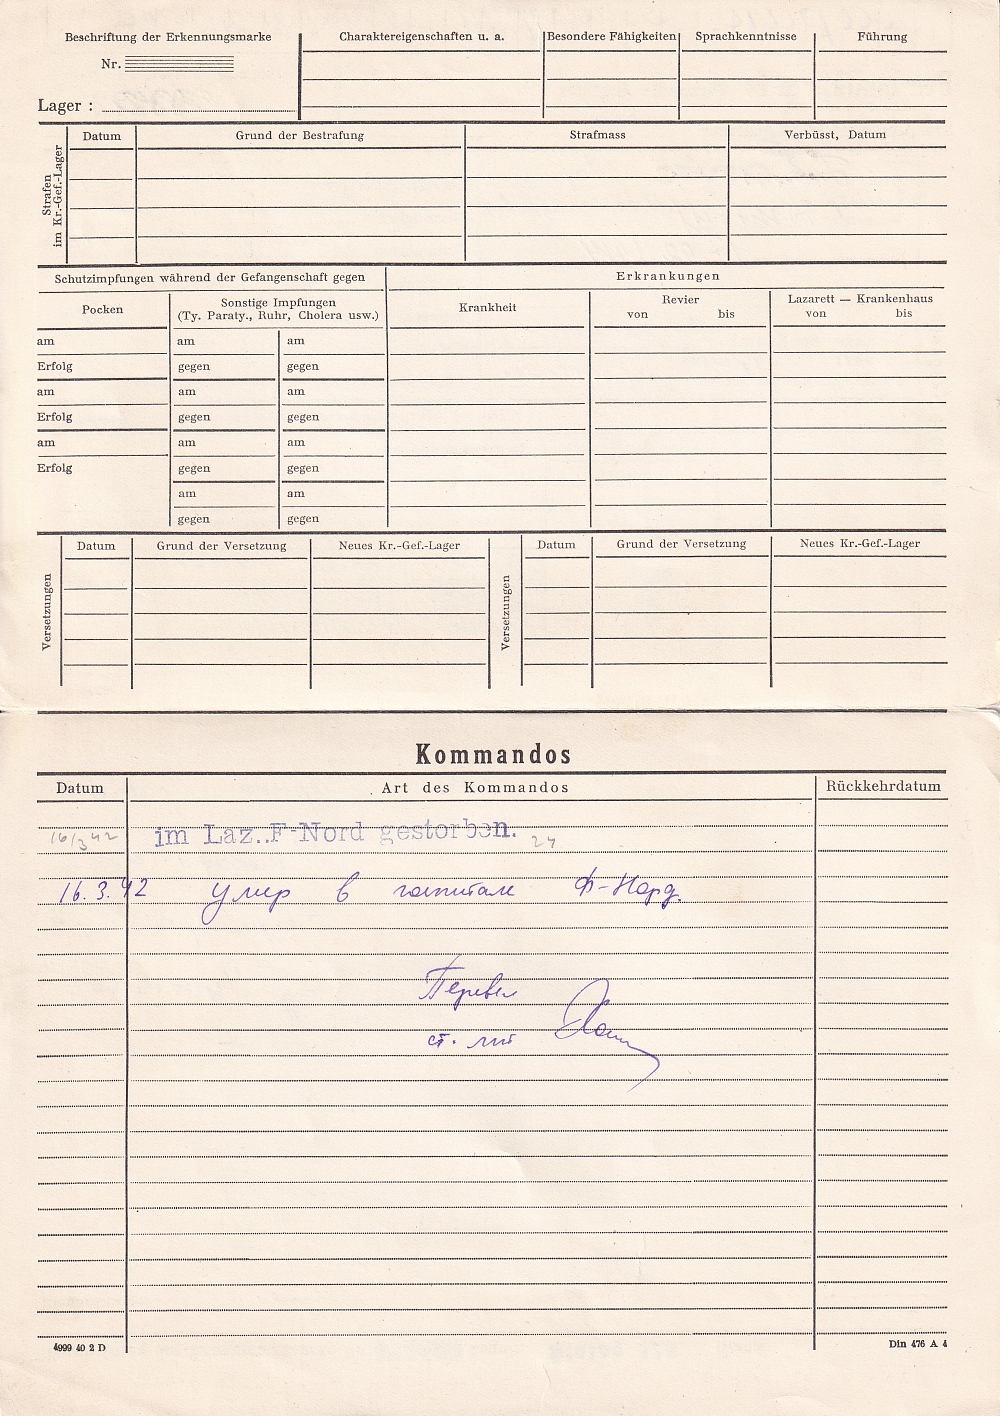 Beschriftung der Erkennungsmarke
Nr.
Lager :
Charaktereigenschaften u. a.
Besondere Fähigkeiten
Sprachkenntnisse
Führung
Strafen
im Kr.-Gef.-Lager
Datum
Grund der Bestrafung
Strafmass
Verbüsst, Datum
Schutzimpfungen während der Gefangenschaft gegen
Erkrankungen
Pocken
Sonstige Impfungen
(Ty. Paraty., Ruhr, Cholera usw.)
Krankheit
Revier
von bis
Lazarett — Krankenhaus
von bis
am am am
Erfolg gegen gegen
am am am
Erfolg gegen gegen
am am am
Erfolg gegen gegen
am am
gegen gegen
Versetzungen
Datum Grund der Versetzung Neues Kr.-Gef.-Lager
Versetzungen
Datum Grund der Versetzung Neues Kr.-Gef.-Lager
Kommandos
Datum Art des Kommandos Rückkehrdatum
16/3 42 im Laz..F-Nord gestorben. 24
16.3.42 умер в госпитале Ф-Норд.
Перевел
ст. л-т
4999 40 2 D
Din 476 A 4